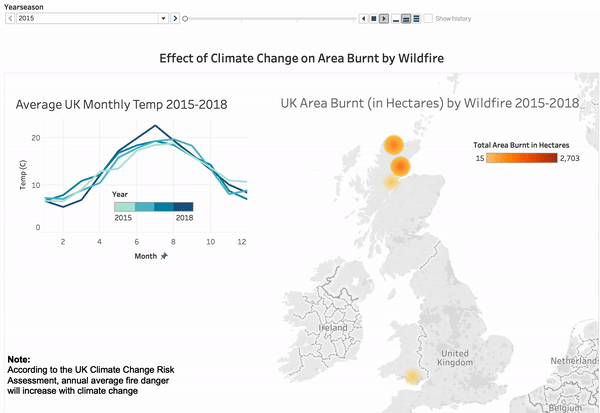 Yearseason
2015
Show history
Effect of Climate Change on Area Burnt by Wildfire
Average UK Monthly Temp 2015-2018
UK Area Burnt (in Hectares) by Wildfire 2015-2018
Total Area Burnt in Hectares
15
2,703
20
10
0
Temp (C)
Year
2015
2018
2
4
6
8
10
12
Month
Ireland
United
Kingdom
Netherlands
Belgium
Note:
According to the UK Climate Change Risk
Assessment, annual average fire danger
will increase with climate change